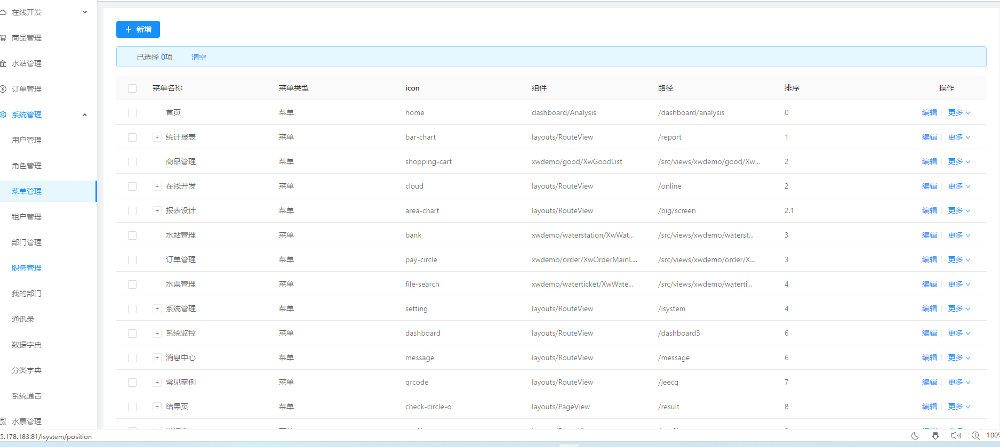 在线开发
商品管理
水站管理
订单管理
系统管理
用户管理
角色管理
菜单管理
租户管理
部门管理
职务管理
我的部门
通讯录
数据字典
分类字典
系统通告
水票管理
+ 新增
已选择 0项 清空
菜单名称 菜单类型 icon 组件 路径 排序 操作
首页 菜单 home dashboard/Analysis /dashboard/analysis 0 编辑 更多
+ 统计报表 菜单 bar-chart layouts/RouteView /report 1 编辑 更多
商品管理 菜单 shopping-cart xwdemo/good/XwGoodList /src/views/xwdemo/good/Xw... 2 编辑 更多
+ 在线开发 菜单 cloud layouts/RouteView /online 2 编辑 更多
+ 报表设计 菜单 area-chart layouts/RouteView /big/screen 2.1 编辑 更多
水站管理 菜单 bank xwdemo/waterstation/XwWat... /src/views/xwdemo/waterst... 3 编辑 更多
订单管理 菜单 pay-circle xwdemo/order/XwOrderMainL... /src/views/xwdemo/order/X... 3 编辑 更多
水票管理 菜单 file-search xwdemo/waterticket/XwWate... /src/views/xwdemo/waterti... 4 编辑 更多
+ 系统管理 菜单 setting layouts/RouteView /isystem 4 编辑 更多
+ 系统监控 菜单 dashboard layouts/RouteView /dashboard3 6 编辑 更多
+ 消息中心 菜单 message layouts/RouteView /message 6 编辑 更多
+ 常见案例 菜单 qrcode layouts/RouteView /jeecg 7 编辑 更多
+ 结果页 菜单 check-circle-o layouts/PageView /result 8 编辑 更多
5.178.183.81/isystem/position
100%